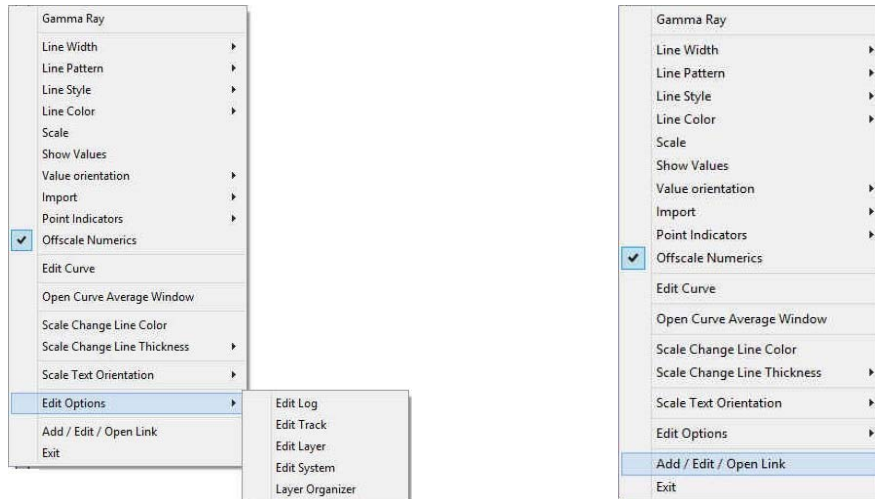 Gamma Ray
Line Width
Line Pattern
Line Style
Line Color
Scale
Show Values
Value orientation
Import
Point Indicators
Offscale Numerics
Edit Curve
Open Curve Average Window
Scale Change Line Color
Scale Change Line Thickness
Scale Text Orientation
Edit Options
Add / Edit / Open Link
Exit
Edit Log
Edit Track
Edit Layer
Edit System
Layer Organizer
Gamma Ray
Line Width
Line Pattern
Line Style
Line Color
Scale
Show Values
Value orientation
Import
Point Indicators
Offscale Numerics
Edit Curve
Open Curve Average Window
Scale Change Line Color
Scale Change Line Thickness
Scale Text Orientation
Edit Options
Add / Edit / Open Link
Exit